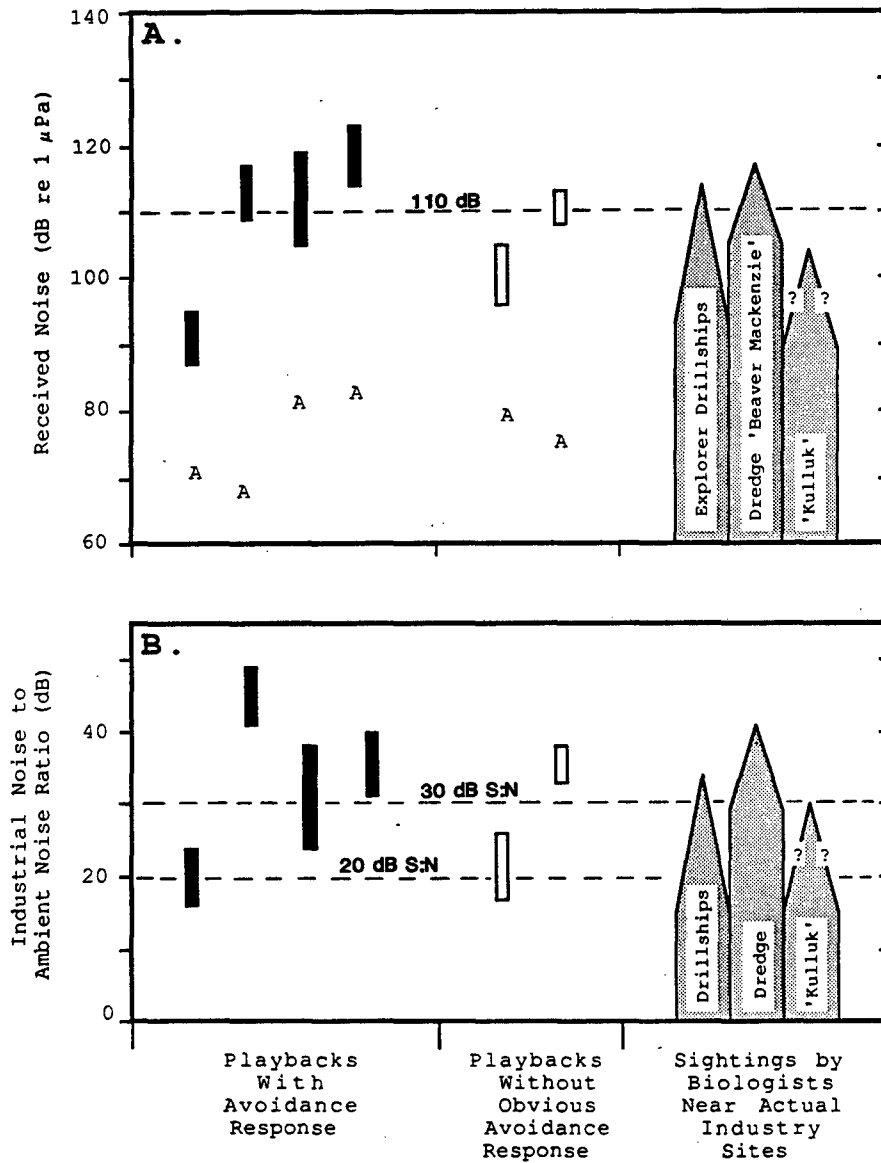 A.
Received Noise (dB re 1 µPa)
140
120
100
80
60
110 dB
A
A
A
A
A
A
Explorer Drillships
Dredge 'Beaver Mackenzie'
'Kulluk'
? ?
B.
Industrial Noise to
Ambient Noise Ratio (dB)
40
20
0
30 dB S:N
20 dB S:N
Drillships
Dredge
'Kulluk'
? ?
Playbacks
With
Avoidance
Response
Playbacks
Without
Obvious
Avoidance
Response
Sightings by
Biologists
Near Actual
Industry
Sites